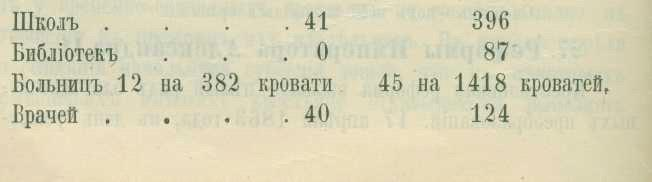 Школъ . . . . 41 396
Библіотекъ . . . 0 87
Больницъ 12 на 382 кровати 45 на 1418 кроватей.
Врачей . . . . 40 124